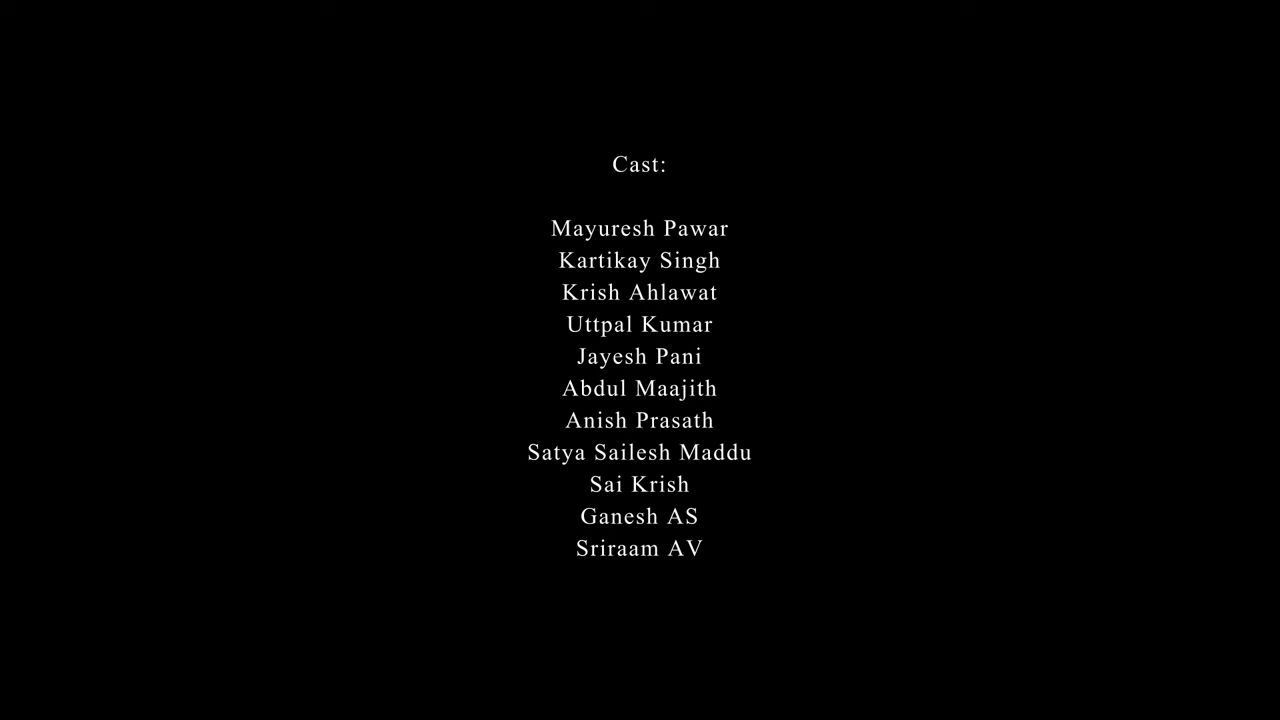 Cast:
Mayuresh Pawar
Kartikay Singh
Krish Ahlawat
Uttpal Kumar
Jayesh Pani
Abdul Maajith
Anish Prasath
Satya Sailesh Maddu
Sai Krish
Ganesh AS
Sriraam AV